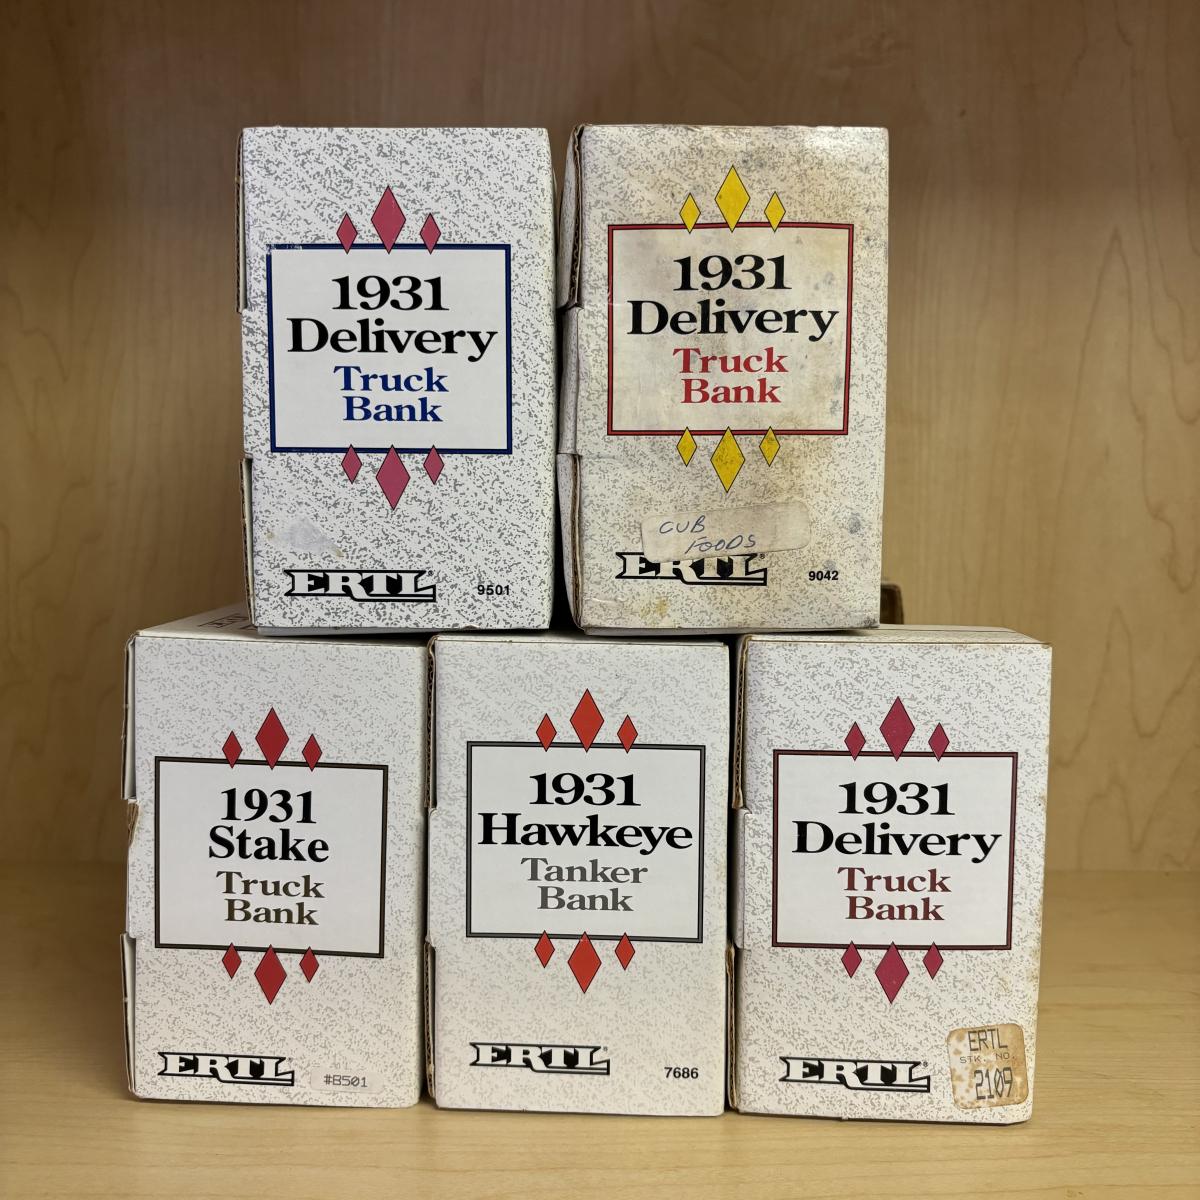 1931
Delivery
Truck
Bank
ERTL
9501
1931
Delivery
Truck
Bank
CUB
FOODS
ERTL
9042
1931
Stake
Truck
Bank
ERTL
#B501
1931
Hawkeye
Tanker
Bank
ERTL
7686
1931
Delivery
Truck
Bank
ERTL
ERTL
STK. NO.
2109